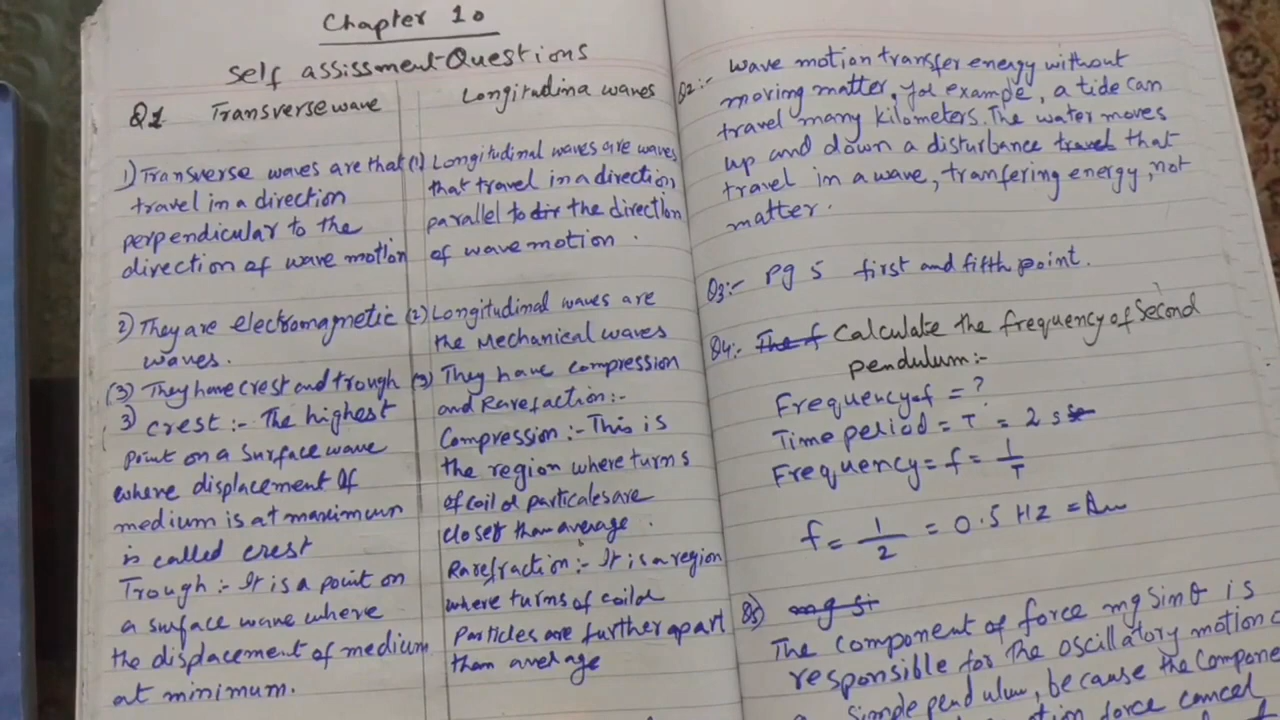 Chapter 10
Self assissment Questions
Q1 Transverse wave
1) Transverse waves are that
travel in a direction
perpendicular to the
direction of wave motion
2) They are electromagnetic
waves.
(3) They have crest and trough
3) crest :- The highest
point on a surface wave
where displacement of
medium is at maximum
is called crest
Trough :- It is a point on
a surface wave where
the displacement of medium
at minimum.
Longitudina waves
(1) Longitudinal waves are waves
that travel in a direction
parallel to dir the direction
of wave motion.
(2) Longitudinal waves are
the Mechanical waves
(3) They have compression
and Rarefaction :-
Compression :- This is
the region where turns
of coil or particales are
closer than average.
Rarefraction :- It is a region
where turns of coil or
Particles are further apart
than average
Q2:- wave motion transfer energy without
moving matter, for example, a tide can
travel many kilometers. The water moves
up and down a disturbance travel that
travel in a wave, tranfering energy, not
matter.
Q3:- Pg 5 first and fifth point.
Q4:- The f Calculate the frequency of Second
pendulum:-
Frequency = f = ?
Time period = T = 2 s
Frequency = f = 1/T
f = 1/2 = 0.5 Hz = Ans
Q5) mg si
The component of force mg Sin θ is
responsible for the oscillatory motion
Simple pendulum, because the Compone
force cancel